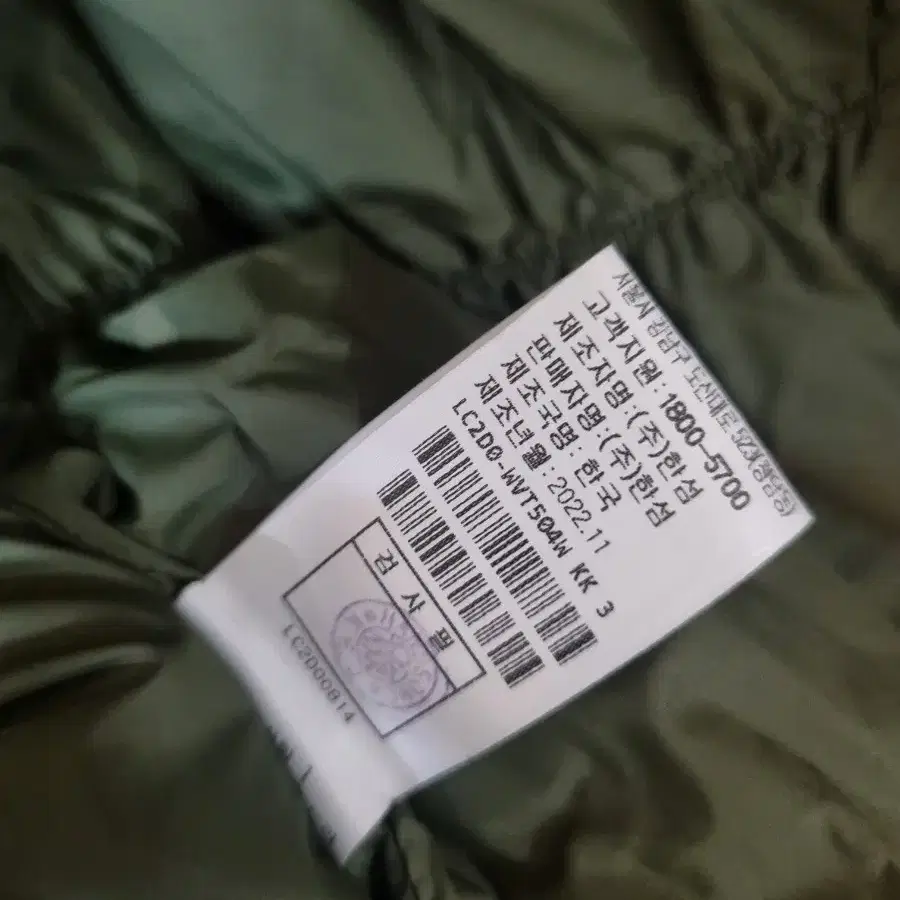 서울시 강남구 도산대로 523(청담동)
고객지원 : 1800-5700
제조자명 : (주)한섬
판매자명 : (주)한섬
제조국명 : 한국
제조년월 : 2022.11
LC2D0-WVT504W KK 3
검 사 필
LC2D00814